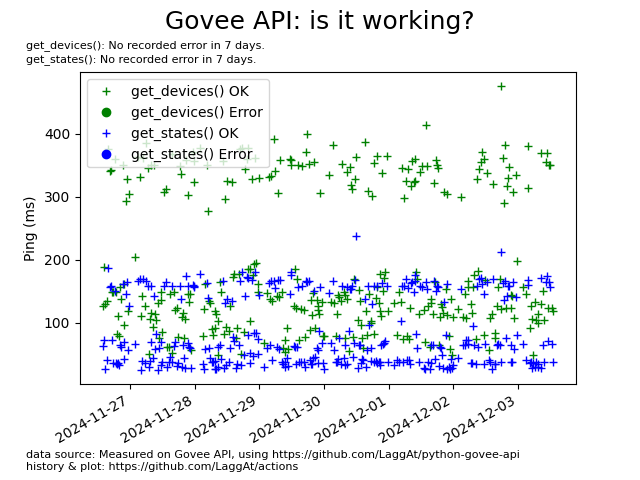 Govee API: is it working?
get_devices(): No recorded error in 7 days.
get_states(): No recorded error in 7 days.
get_devices() OK
get_devices() Error
get_states() OK
get_states() Error
400
300
200
100
Ping (ms)
2024-11-27
2024-11-28
2024-11-29
2024-11-30
2024-12-01
2024-12-02
2024-12-03
data source: Measured on Govee API, using https://github.com/LaggAt/python-govee-api
history & plot: https://github.com/LaggAt/actions